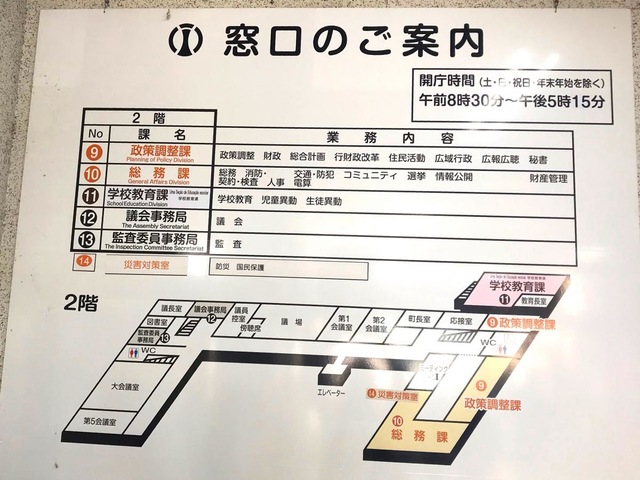 窓口のご案内
開庁時間（土・日・祝日・年末年始を除く）
午前8時30分～午後5時15分
2階
No 課名 業務内容
9 政策調整課 政策調整 財政 総合計画 行財政改革 住民活動 広域行政 広報広聴 秘書
Planning of Policy Division
10 総務課 総務 消防・ 交通・防犯 コミュニティ 選挙 情報公開 財産管理
General Affairs Division 契約・検査 人事 電算
11 学校教育課 学校教育 児童異動 生徒異動
School Education Division
12 議会事務局 議会
The Assembly Secretariat
13 監査委員事務局 監査
The Inspection Committee Secretariat
14 災害対策室 防災 国民保護
2階
学校教育課
11 教育長室
議長室 議会事務局 12 議員控室 傍聴席 議場 第1会議室 第2会議室 町長室 応接室 9 政策調整課
図書室
監査委員事務局 13
WC WC
大会議室
第5会議室
エレベーター
14 災害対策室
9 政策調整課
10 総務課